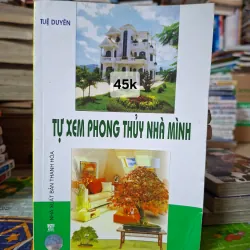 TUỆ DUYÊN
45k
TỰ XEM PHONG THỦY NHÀ MÌNH
NHÀ XUẤT BẢN THANH HÓA